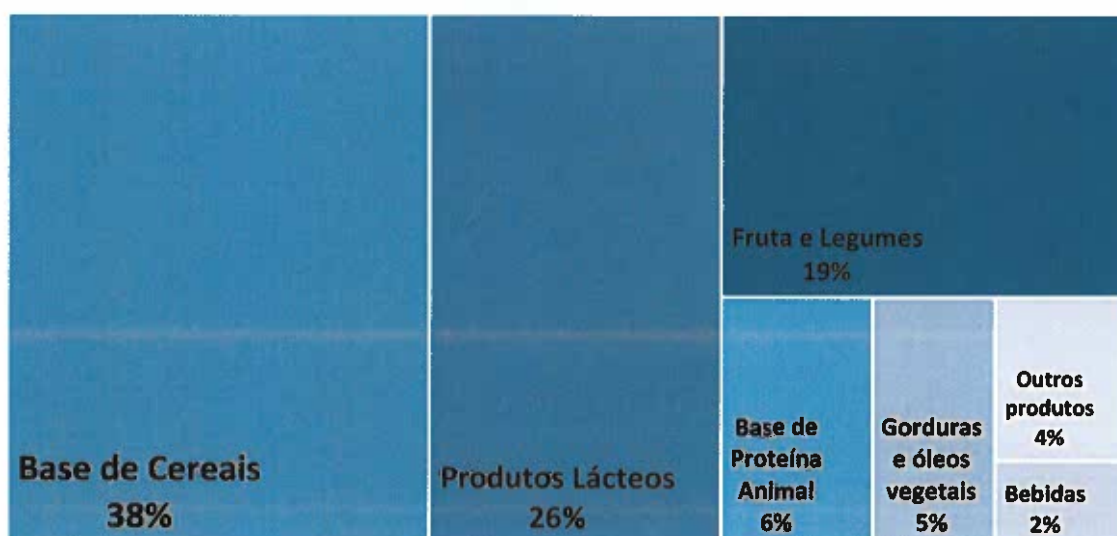 Base de Cereais
38%
Produtos Lácteos
26%
Fruta e Legumes
19%
Base de
Proteína
Animal
6%
Gorduras
e óleos
vegetais
5%
Outros
produtos
4%
Bebidas
2%